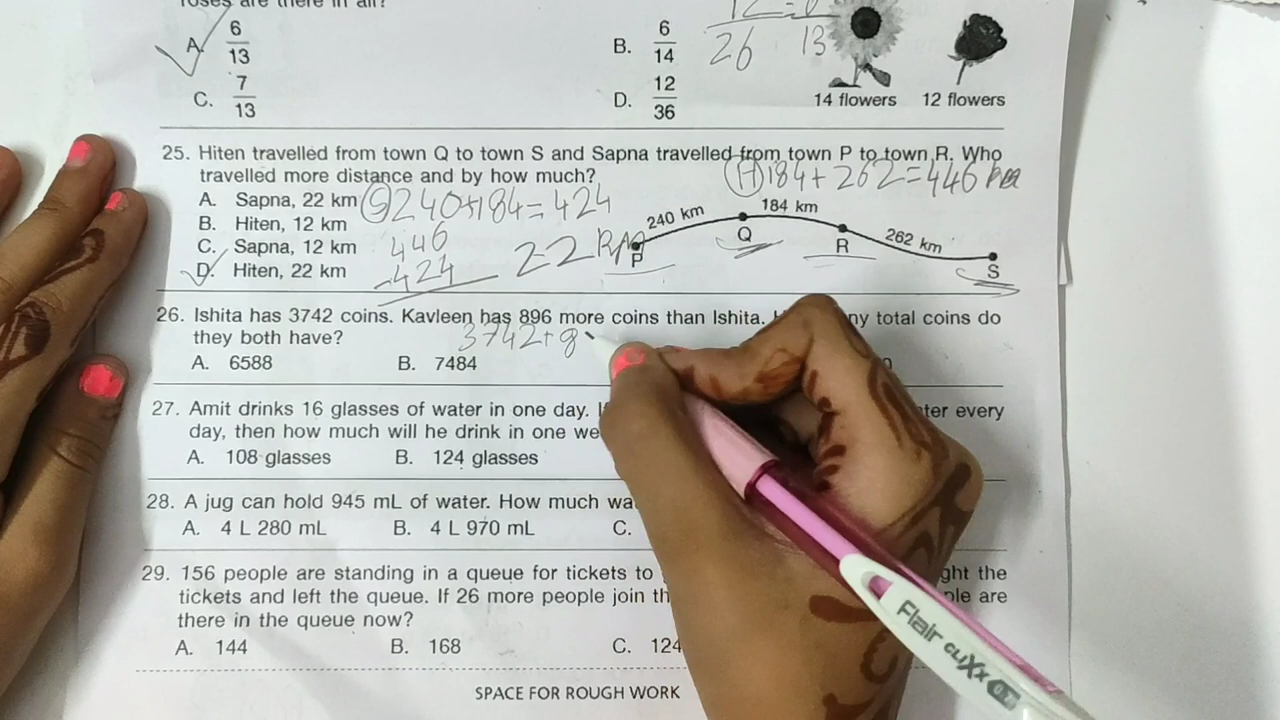 roses are there in all?
A. 6/13
B. 6/14
12
26 13
C. 7/13
D. 12/36
14 flowers 12 flowers
25. Hiten travelled from town Q to town S and Sapna travelled from town P to town R. Who
travelled more distance and by how much?
(H) 184+262=446 km
A. Sapna, 22 km
(S) 240+184=424
B. Hiten, 12 km
C. Sapna, 12 km
D. Hiten, 22 km
446
-424
22 km
240 km 184 km 262 km
P Q R S
26. Ishita has 3742 coins. Kavleen has 896 more coins than Ishita. ny total coins do
they both have?
3742+8
A. 6588 B. 7484
27. Amit drinks 16 glasses of water in one day. ter every
day, then how much will he drink in one we
A. 108 glasses B. 124 glasses
28. A jug can hold 945 mL of water. How much wa
A. 4 L 280 mL B. 4 L 970 mL C.
29. 156 people are standing in a queue for tickets to ght the
tickets and left the queue. If 26 more people join th ple are
there in the queue now?
A. 144 B. 168 C. 124
SPACE FOR ROUGH WORK
Flair CUXX 0.7